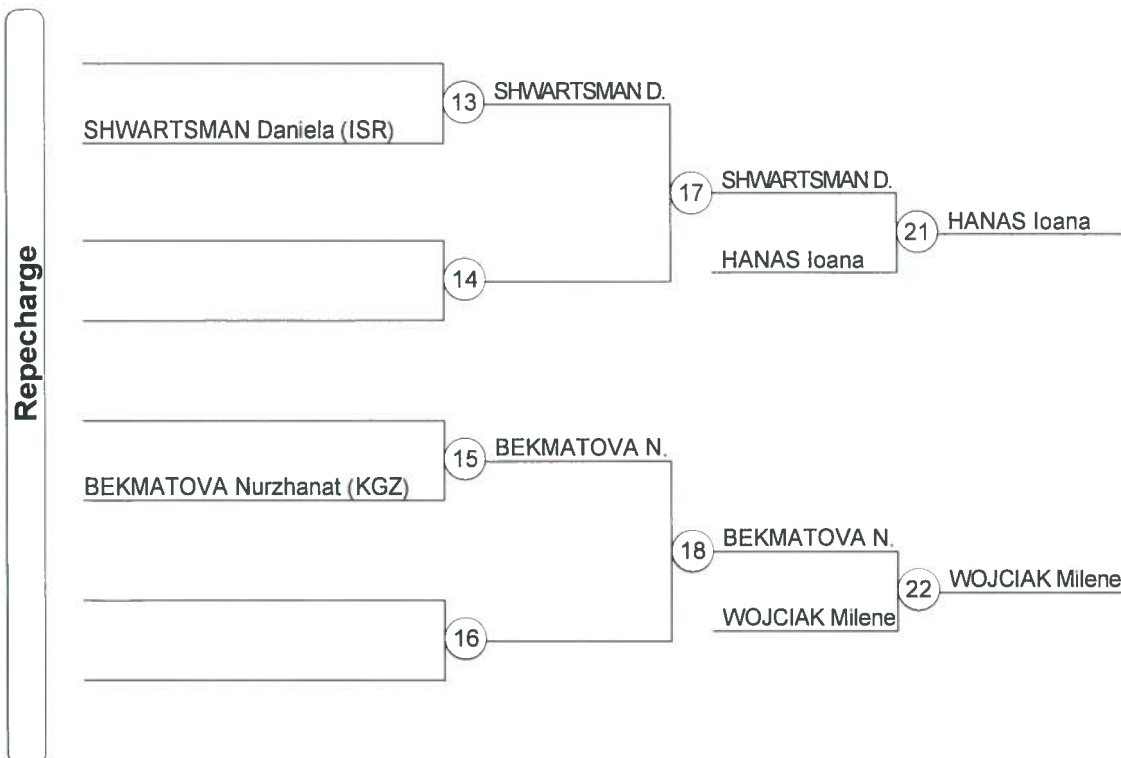 Repechage
13
SHWARTSMAN D.
SHWARTSMAN Daniela (ISR)
17
SHWARTSMAN D.
21
HANAS Ioana
HANAS Ioana
14
15
BEKMATOVA N.
BEKMATOVA Nurzhanat (KGZ)
18
BEKMATOVA N.
22
WOJCIAK Milene
WOJCIAK Milene
16